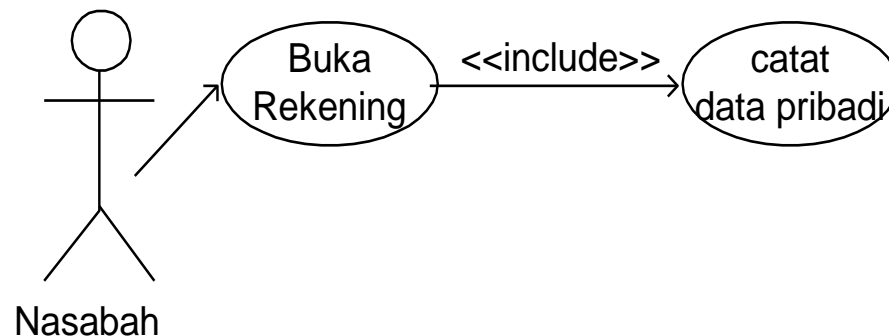 Buka
Rekening
<<include>>
catat
data pribadi
Nasabah